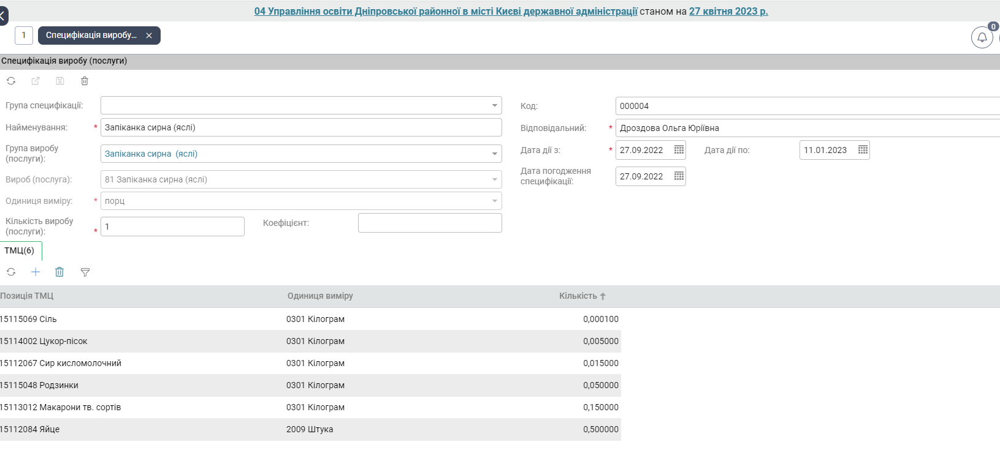 04 Управління освіти Дніпровської районної в місті Києві державної адміністрації станом на 27 квітня 2023 р.
1
Специфікація виробу...
0
Специфікація виробу (послуги)
Група специфікації:
Код: 000004
Найменування: * Запіканка сирна (яслі)
Відповідальний: * Дроздова Ольга Юріївна
Група виробу (послуги): Запіканка сирна (яслі)
Дата дії з: * 27.09.2022 Дата дії по: 11.01.2023
Вироб (послуга): 81 Запіканка сирна (яслі)
Дата погодження специфікації: 27.09.2022
Одиниця виміру: * порц
Кількість виробу (послуги): * 1
Коефіцієнт:
ТМЦ(6)
Позиція ТМЦ Одиниця виміру Кількість
15115069 Сіль 0301 Кілограм 0,000100
15114002 Цукор-пісок 0301 Кілограм 0,005000
15112067 Сир кисломолочний 0301 Кілограм 0,015000
15115048 Родзинки 0301 Кілограм 0,050000
15113012 Макарони тв. сортів 0301 Кілограм 0,150000
15112084 Яйце 2009 Штука 0,500000